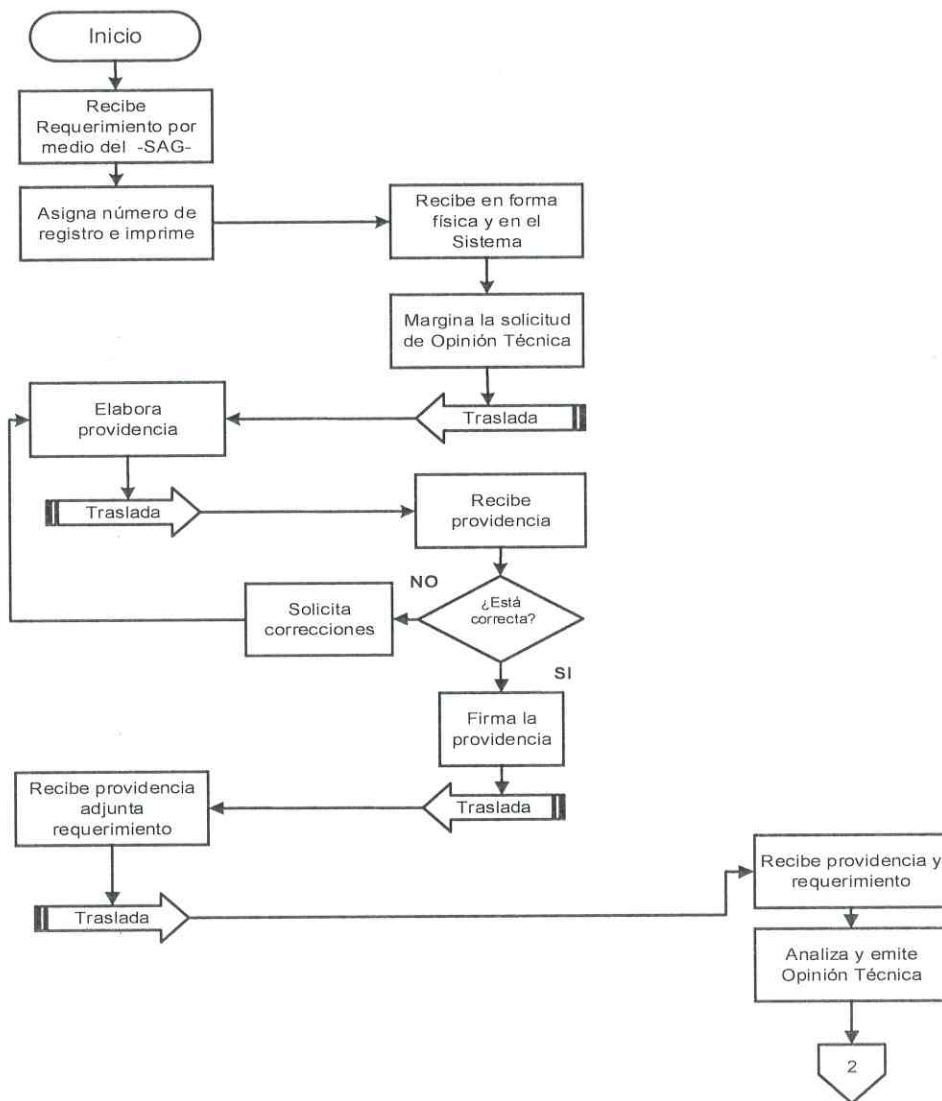 Inicio
Recibe
Requerimiento por
medio del -SAG-
Asigna número de
registro e imprime
Recibe en forma
física y en el
Sistema
Margina la solicitud
de Opinión Técnica
Traslada
Elabora
providencia
Traslada
Recibe
providencia
¿Está
correcta?
NO
Solicita
correcciones
SI
Firma la
providencia
Traslada
Recibe providencia
adjunta
requerimiento
Traslada
Recibe providencia y
requerimiento
Analiza y emite
Opinión Técnica
2